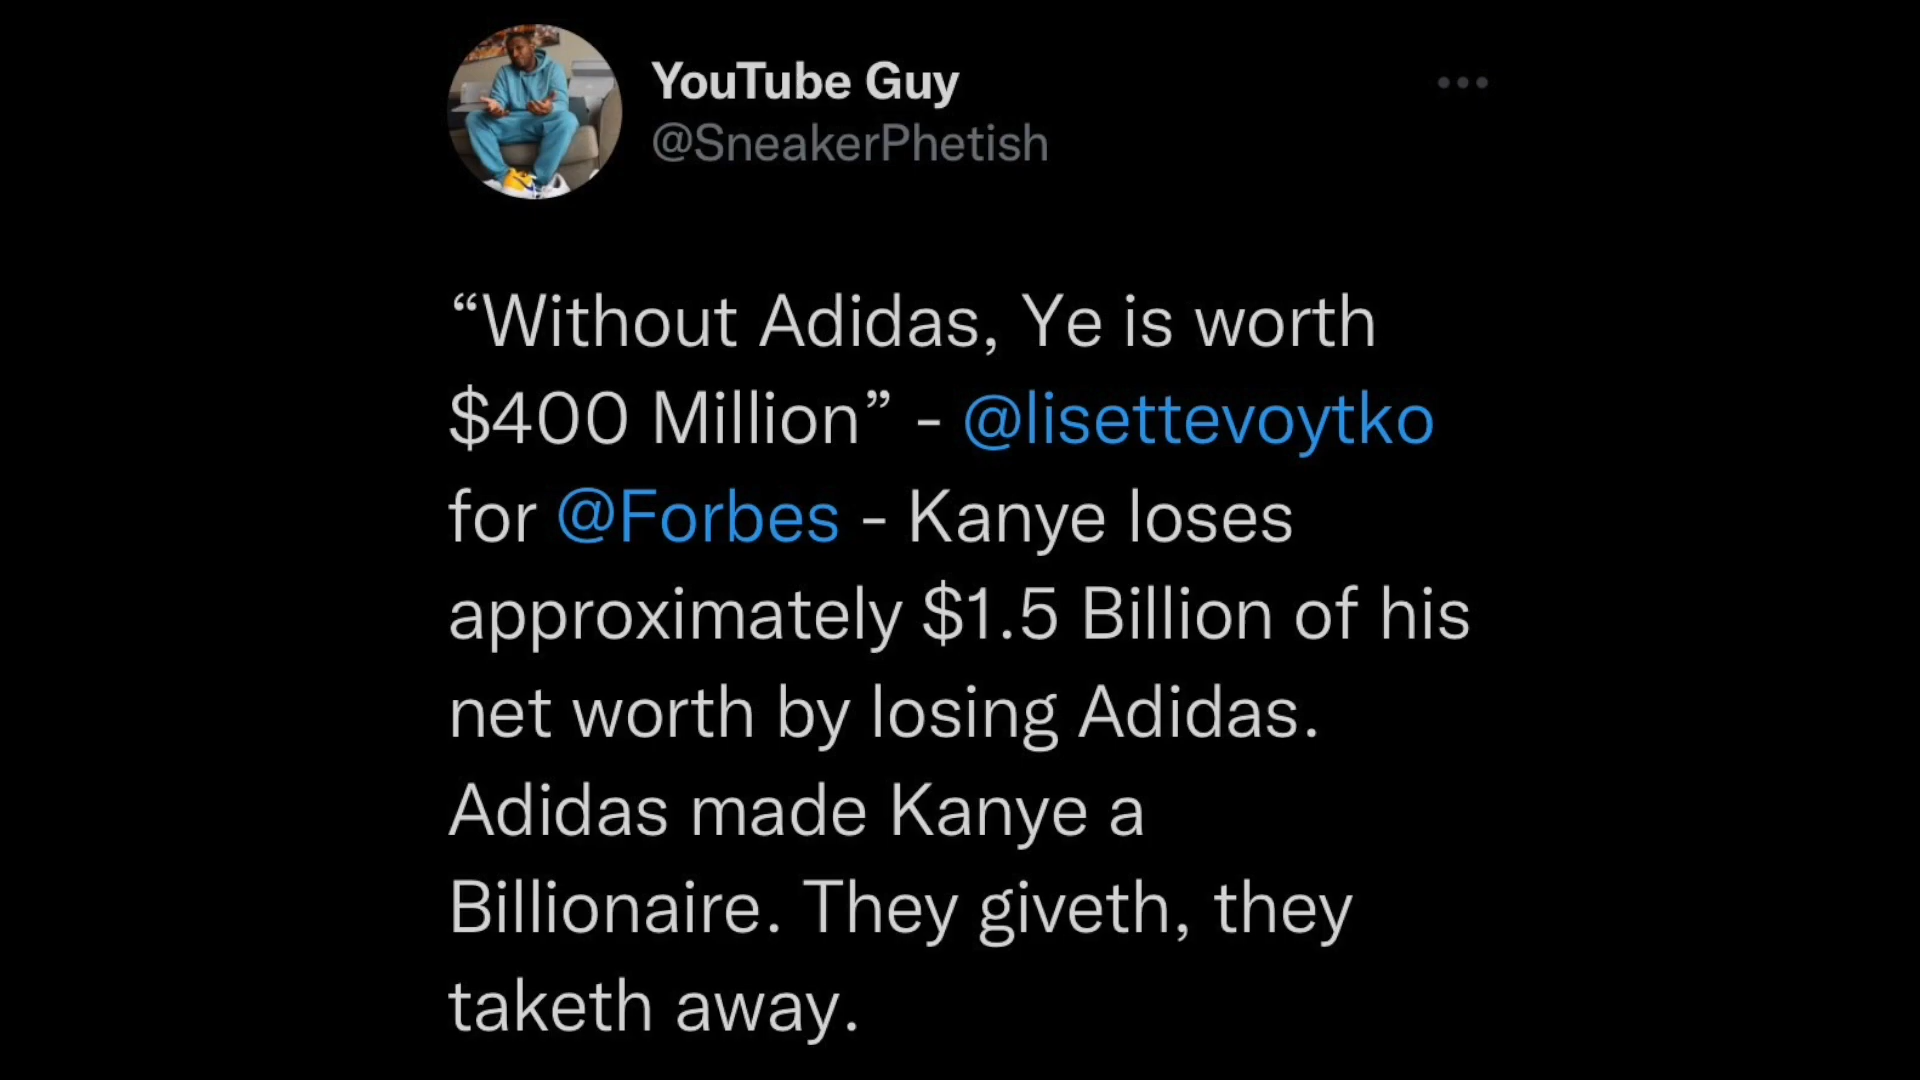 YouTube Guy
@SneakerPhetish
“Without Adidas, Ye is worth
$400 Million” - @lisettevoytko
for @Forbes - Kanye loses
approximately $1.5 Billion of his
net worth by losing Adidas.
Adidas made Kanye a
Billionaire. They giveth, they
taketh away.